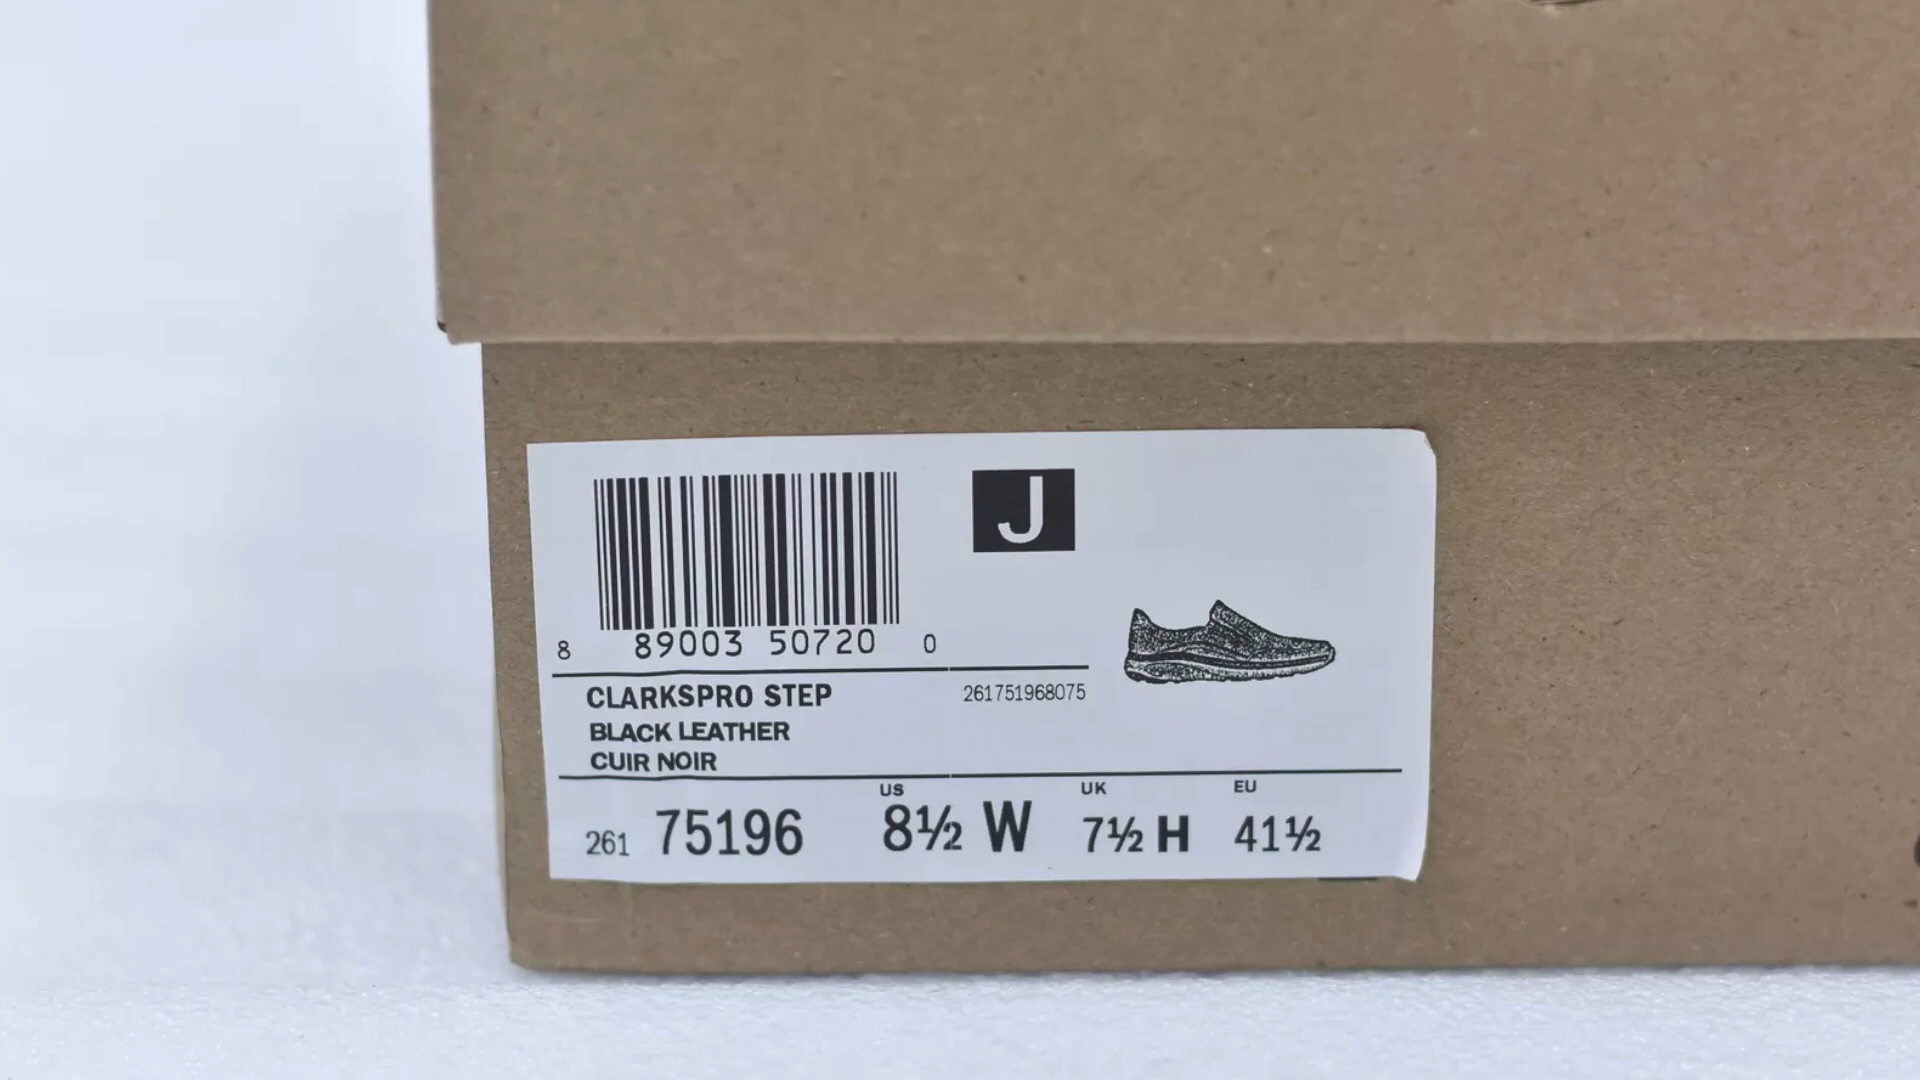 J
8 89003 50720 0
CLARKSPRO STEP
261751968075
BLACK LEATHER
CUIR NOIR
US UK EU
261 75196 8½ W 7½ H 41½